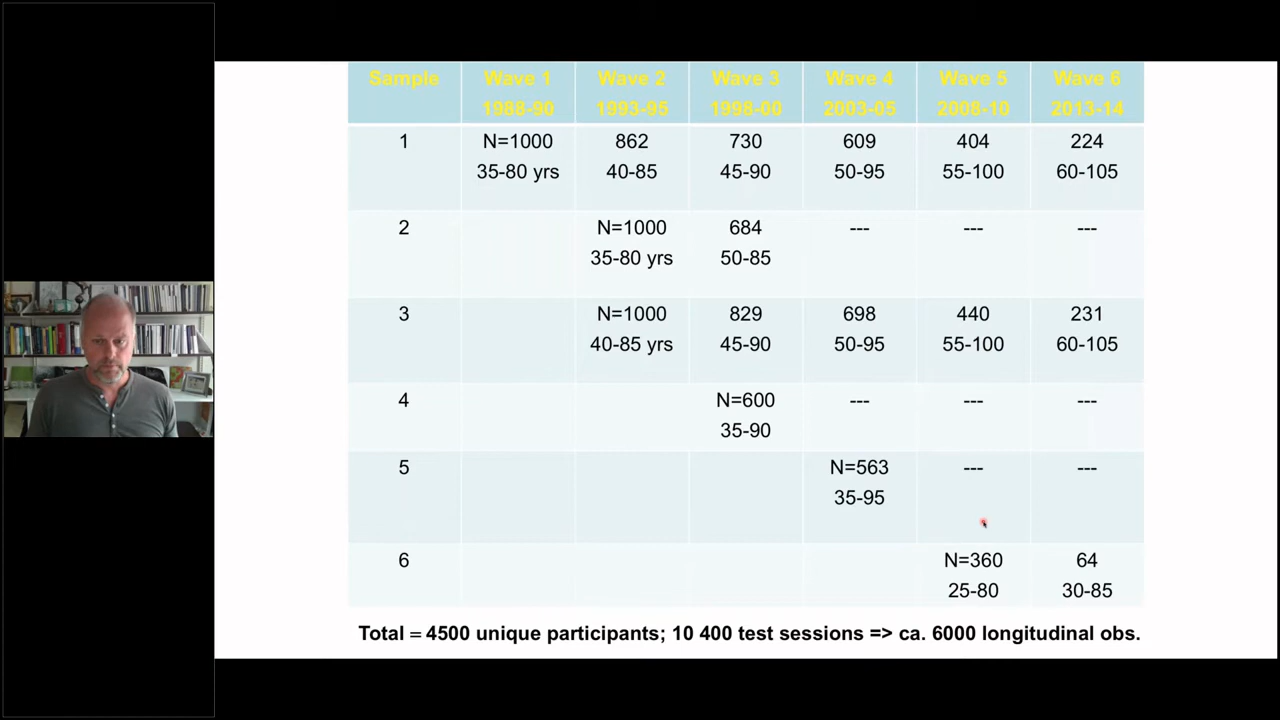 Sample Wave 1 Wave 2 Wave 3 Wave 4 Wave 5 Wave 6
1988-90 1993-95 1998-00 2003-05 2008-10 2013-14
1 N=1000 862 730 609 404 224
35-80 yrs 40-85 45-90 50-95 55-100 60-105
2 N=1000 684 --- --- ---
35-80 yrs 50-85
3 N=1000 829 698 440 231
40-85 yrs 45-90 50-95 55-100 60-105
4 N=600 --- --- ---
35-90
5 N=563 --- ---
35-95
6 N=360 64
25-80 30-85
Total = 4500 unique participants; 10 400 test sessions => ca. 6000 longitudinal obs.